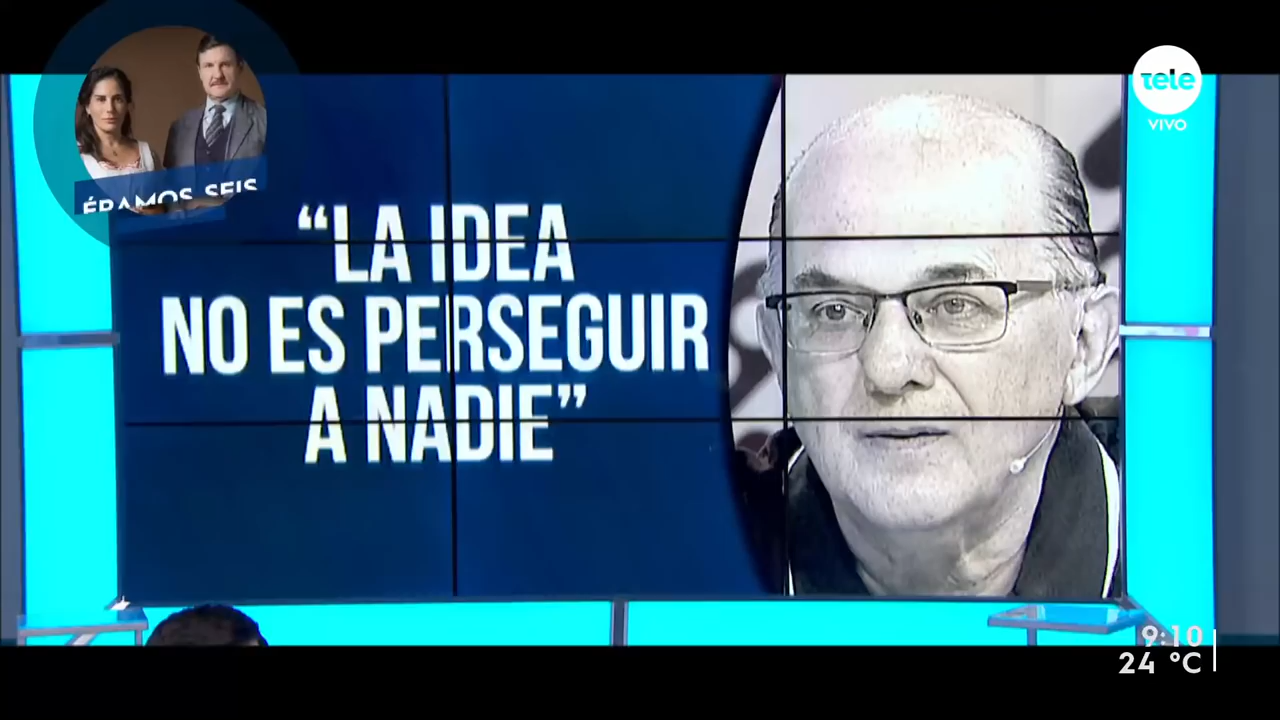 ÉRAMOS SEIS
tele
VIVO
“LA IDEA
NO ES PERSEGUIR
A NADIE”
9:10
24 °C